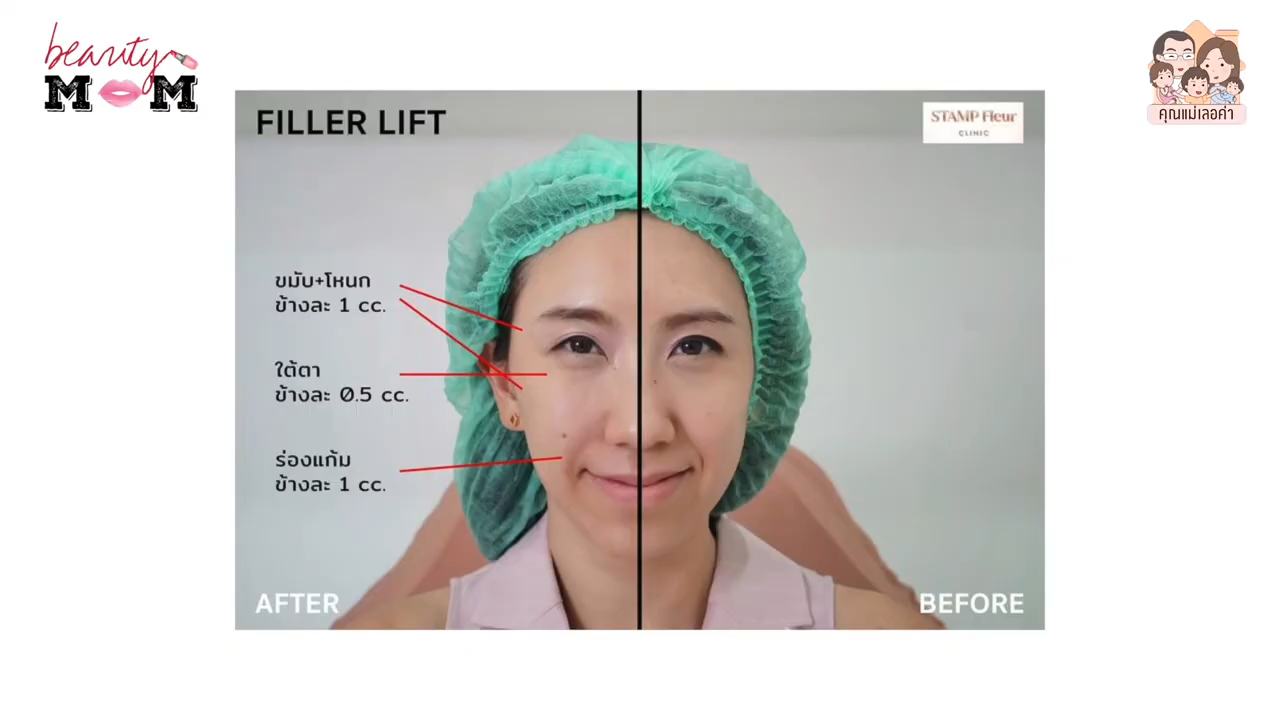 beauty
MOM
คุณแม่เลอค่า
FILLER LIFT
STAMP Fleur
CLINIC
ขมับ+โหนก
ข้างละ 1 cc.
ใต้ตา
ข้างละ 0.5 cc.
ร่องแก้ม
ข้างละ 1 cc.
AFTER
BEFORE